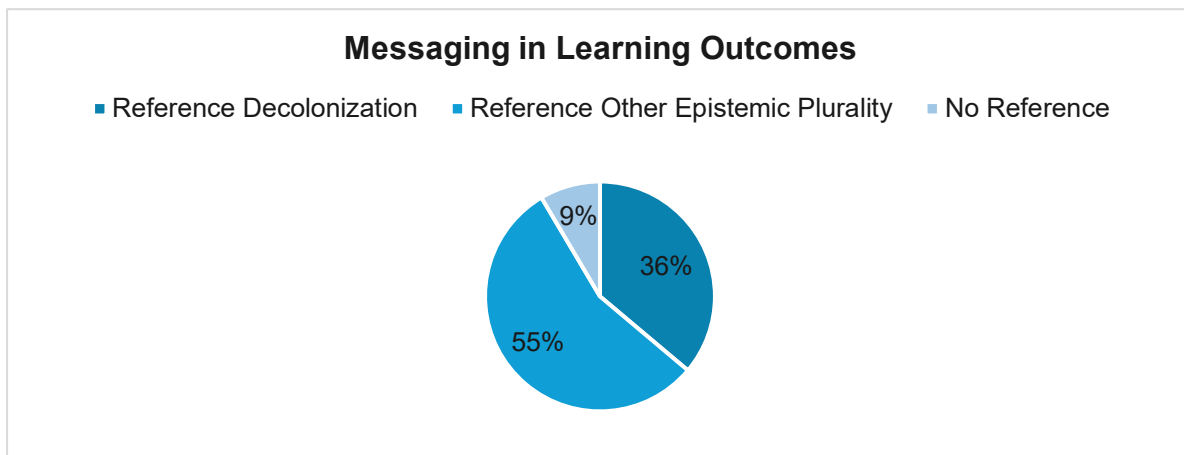 Messaging in Learning Outcomes
Reference Decolonization Reference Other Epistemic Plurality No Reference
9%
36%
55%